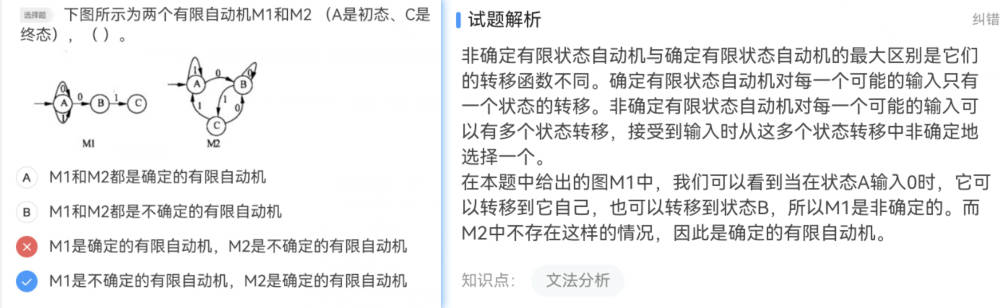 选择题 下图所示为两个有限自动机M1和M2 （A是初态、C是
终态），（ ）。
0
A
1
0
B
1
C
M1
1
A
0
B
0
1
1
0
C
M2
A M1和M2都是确定的有限自动机
B M1和M2都是不确定的有限自动机
M1是确定的有限自动机，M2是不确定的有限自动机
M1是不确定的有限自动机，M2是确定的有限自动机
试题解析
纠错
非确定有限状态自动机与确定有限状态自动机的最大区别是它们
的转移函数不同。确定有限状态自动机对每一个可能的输入只有
一个状态的转移。非确定有限状态自动机对每一个可能的输入可
以有多个状态转移，接受到输入时从这多个状态转移中非确定地
选择一个。
在本题中给出的图M1中，我们可以看到当在状态A输入0时，它可
以转移到它自己，也可以转移到状态B，所以M1是非确定的。而
M2中不存在这样的情况，因此是确定的有限自动机。
知识点： 文法分析